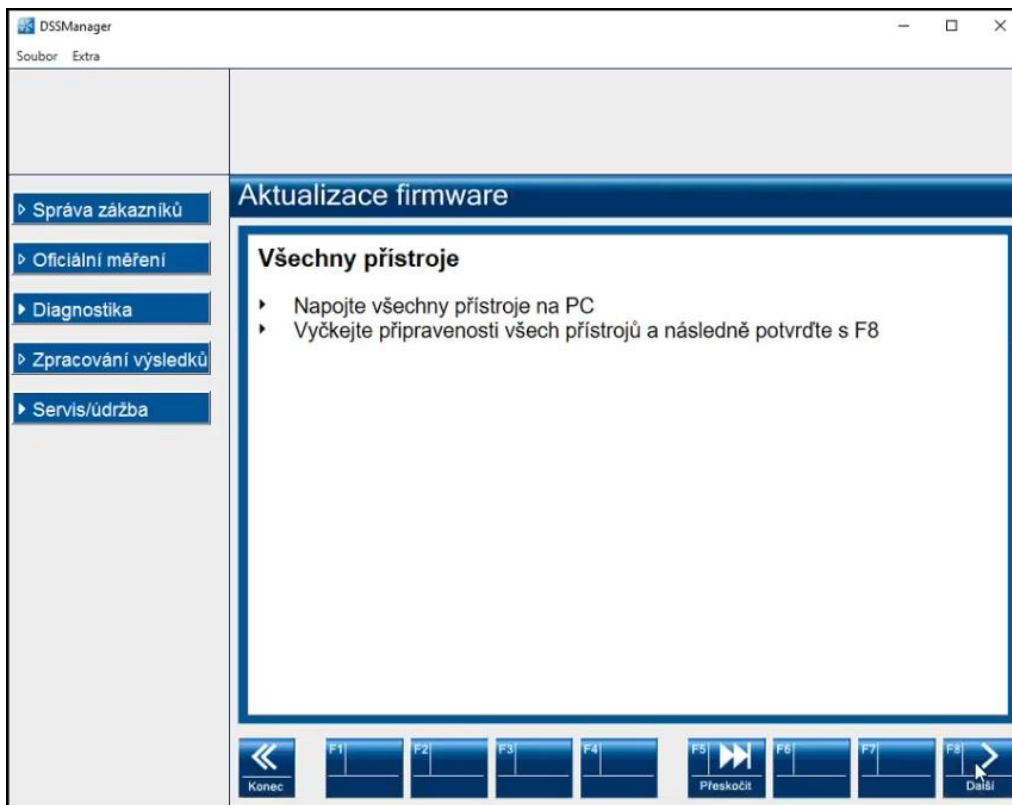 DSSManager
Soubor Extra
Správa zákazníků
Oficiální měření
Diagnostika
Zpracování výsledků
Servis/údržba
Aktualizace firmware
Všechny přístroje
Napojte všechny přístroje na PC
Vyčkejte připravenosti všech přístrojů a následně potvrďte s F8
Konec
F1
F2
F3
F4
F5
Přeskočit
F6
F7
F8
Další